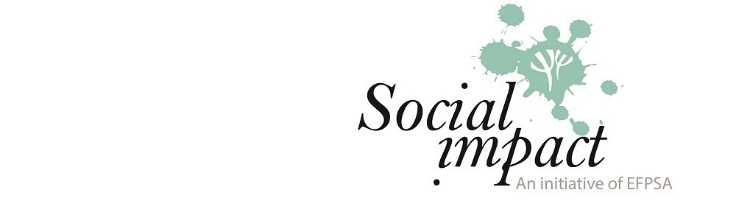 Social
impact
An initiative of EFPSA